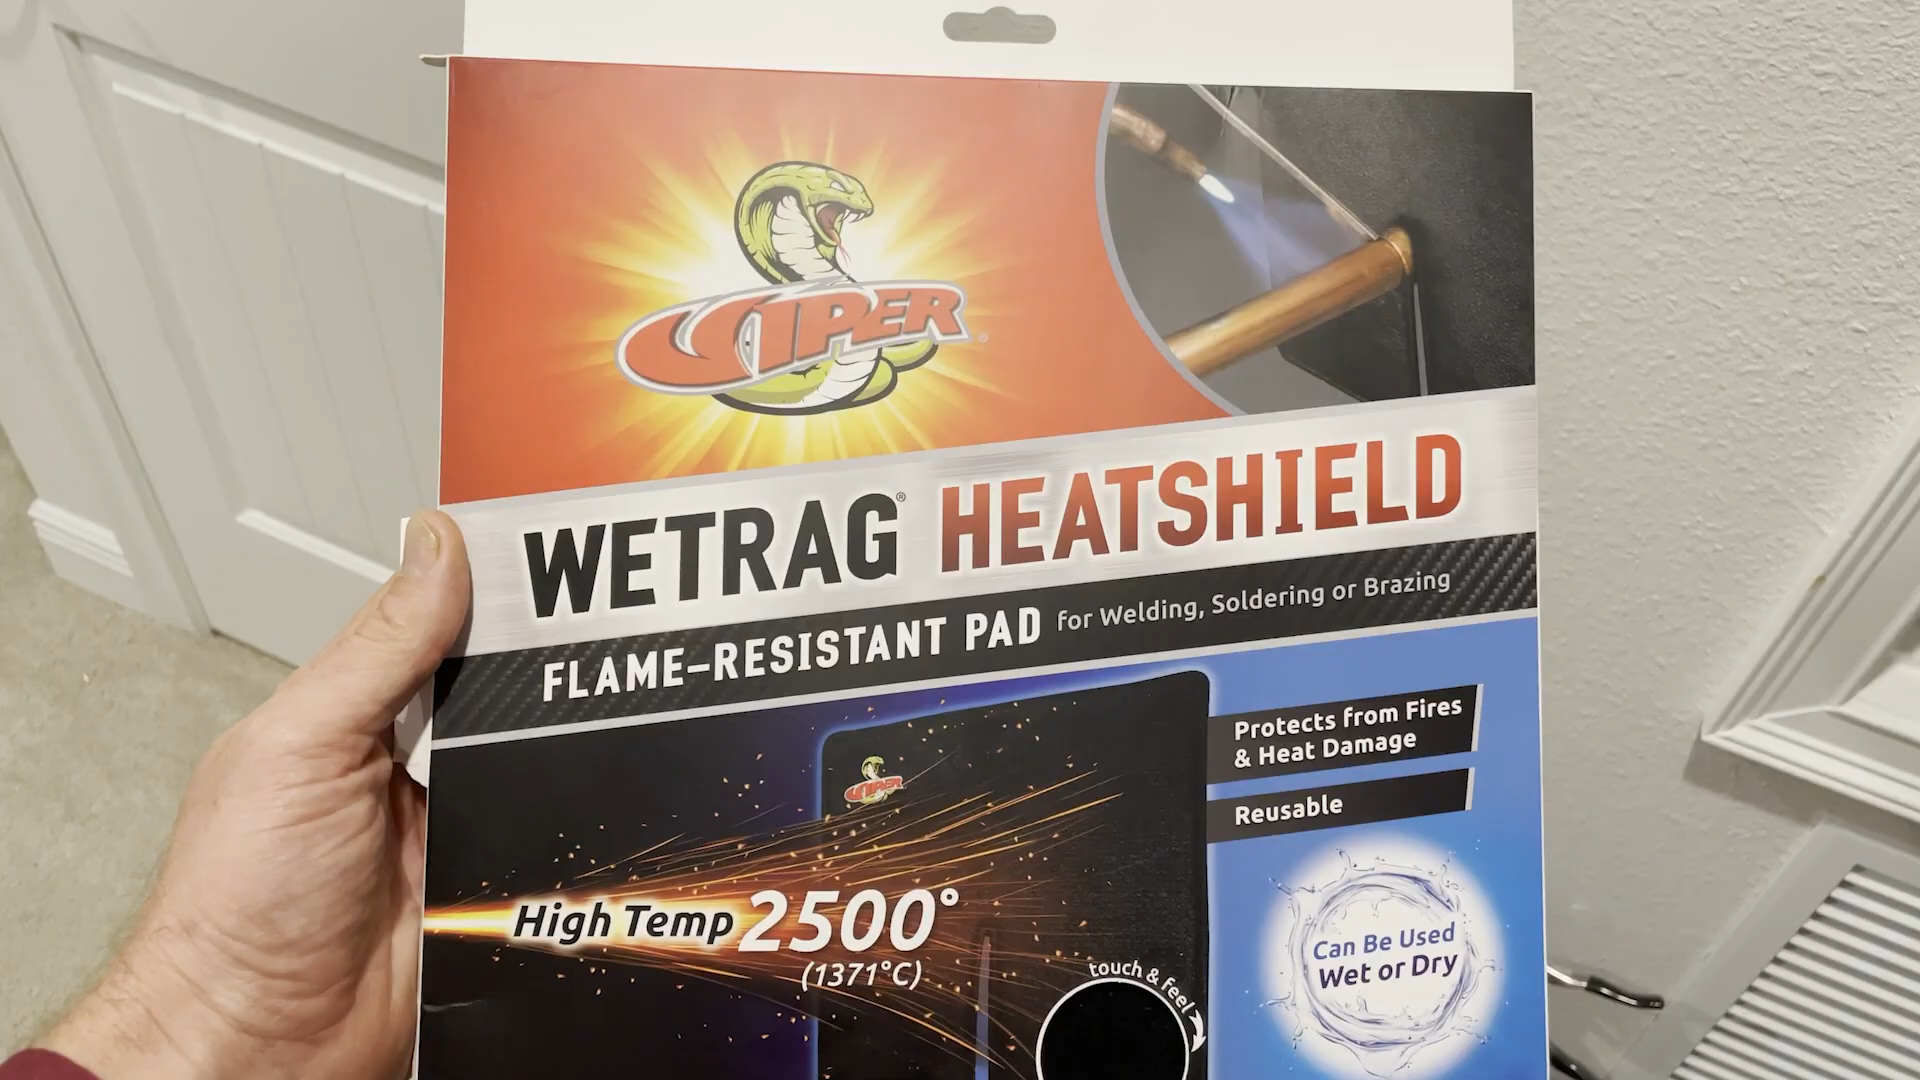 VIPER®
WETRAG® HEATSHIELD
FLAME-RESISTANT PAD for Welding, Soldering or Brazing
Protects from Fires
& Heat Damage
VIPER
Reusable
High Temp 2500°
(1371°C)
Can Be Used
Wet or Dry
touch & feel